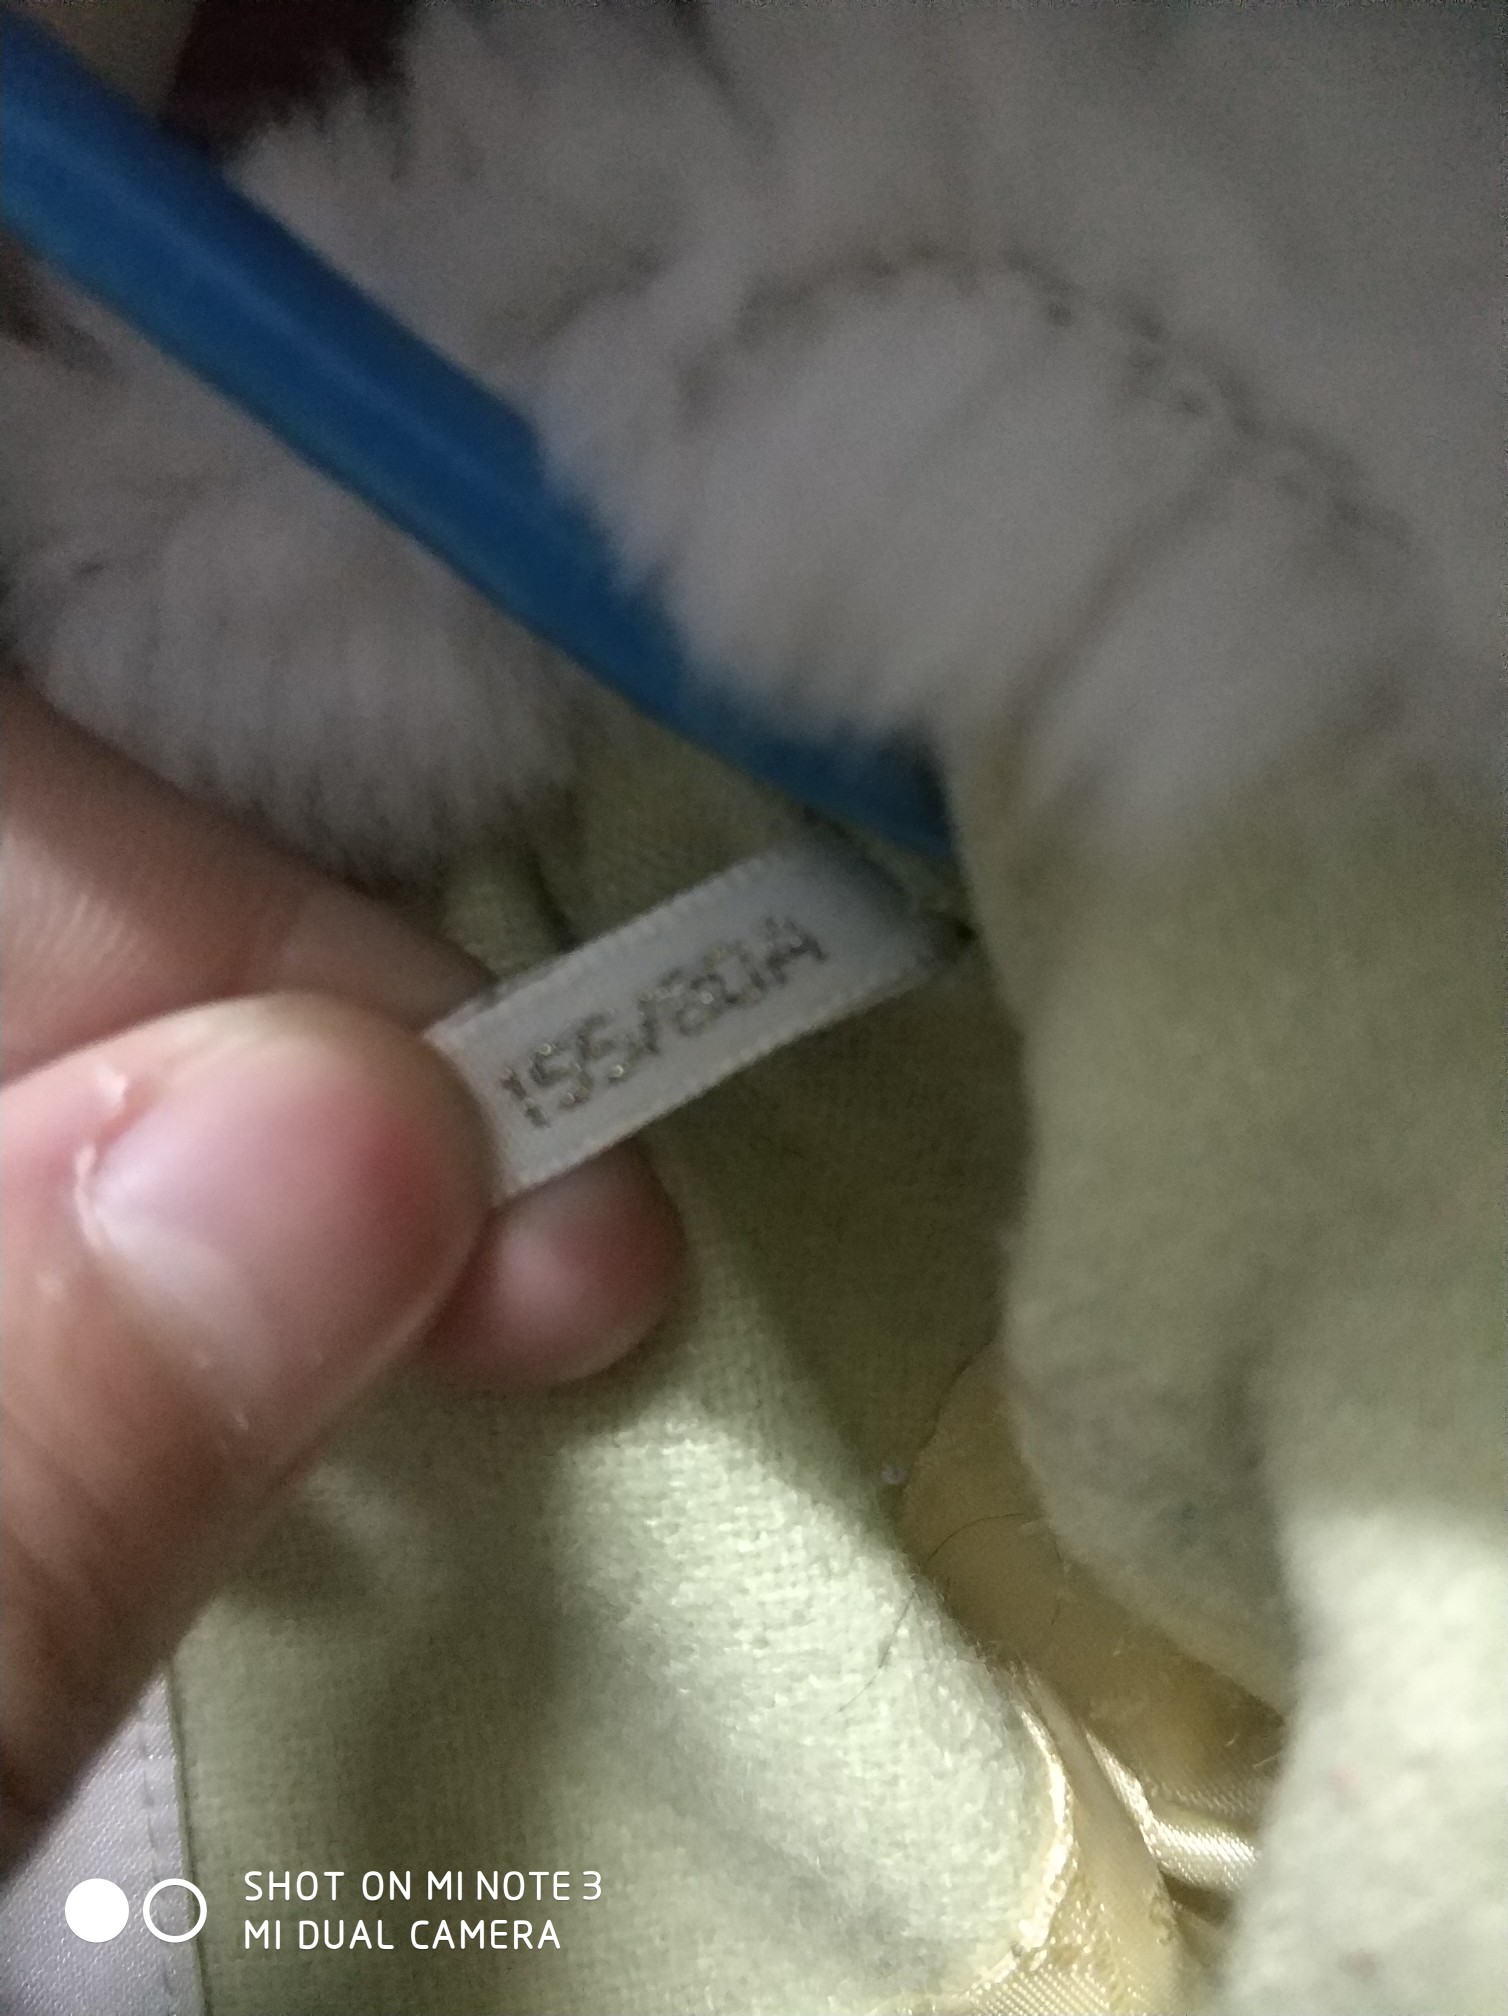 155/80A
SHOT ON MI NOTE 3
MI DUAL CAMERA